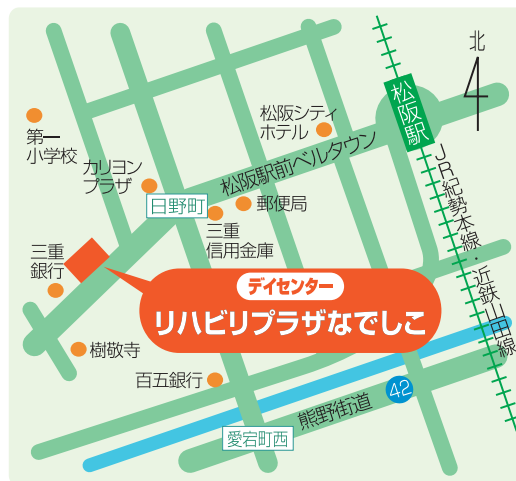 北
松阪駅
松阪シティ
ホテル
第一
小学校
カリヨン
プラザ
松阪駅前ベルタウン
日野町
郵便局
三重
信用金庫
JR紀勢本線・近鉄山田線
三重
銀行
デイセンター
リハビリプラザなでしこ
樹敬寺
百五銀行
42
熊野街道
愛宕町西